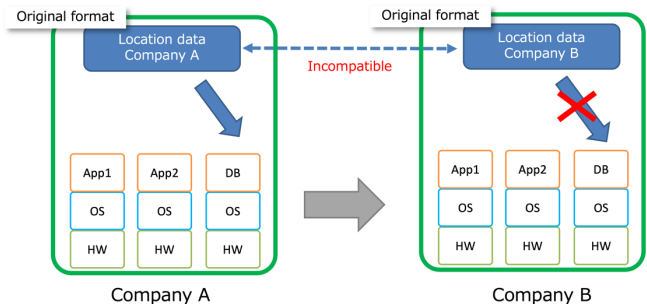 Original format
Location data
Company A
Incompatible
Original format
Location data
Company B
App1
App2
DB
OS
OS
OS
HW
HW
HW
App1
App2
DB
OS
OS
OS
HW
HW
HW
Company A
Company B